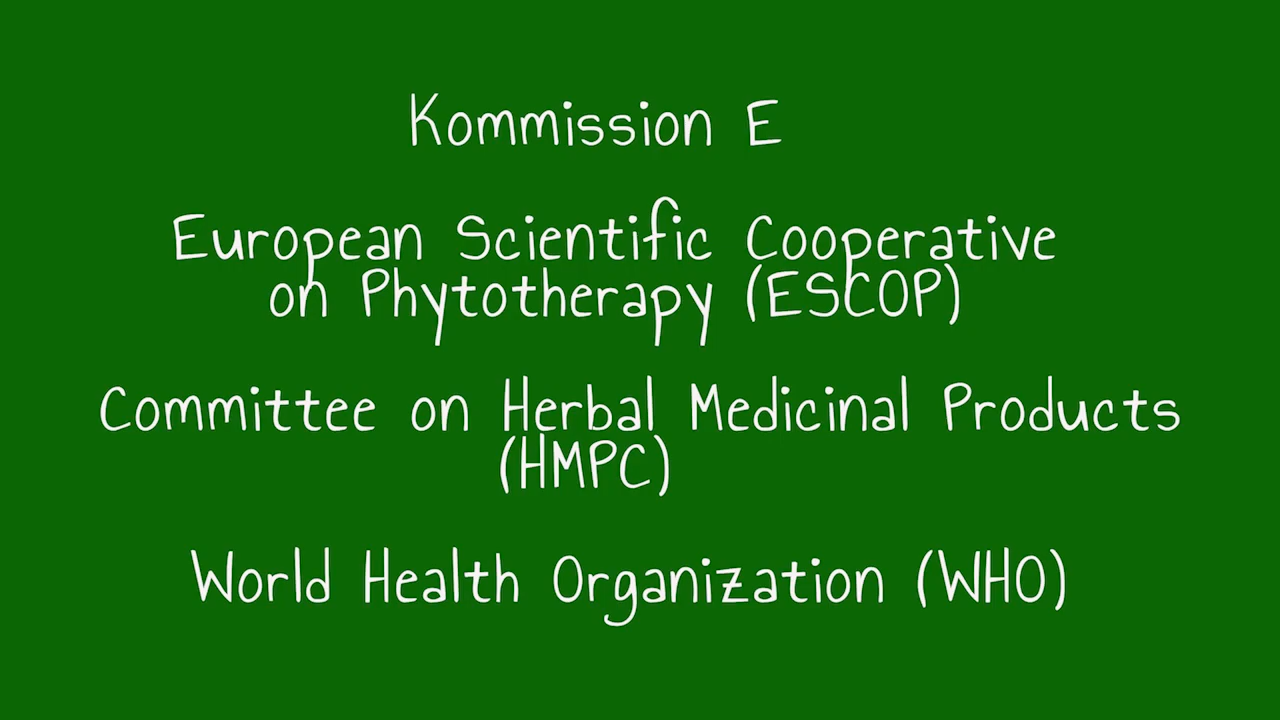 Kommission E
European Scientific Cooperative
on Phytotherapy (ESCOP)
Committee on Herbal Medicinal Products
(HMPC)
World Health Organization (WHO)